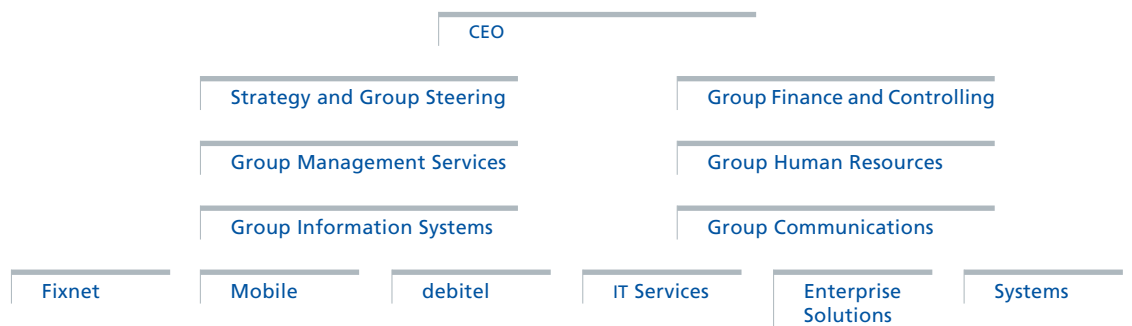 CEO
Strategy and Group Steering
Group Finance and Controlling
Group Management Services
Group Human Resources
Group Information Systems
Group Communications
Fixnet
Mobile
debitel
IT Services
Enterprise
Solutions
Systems